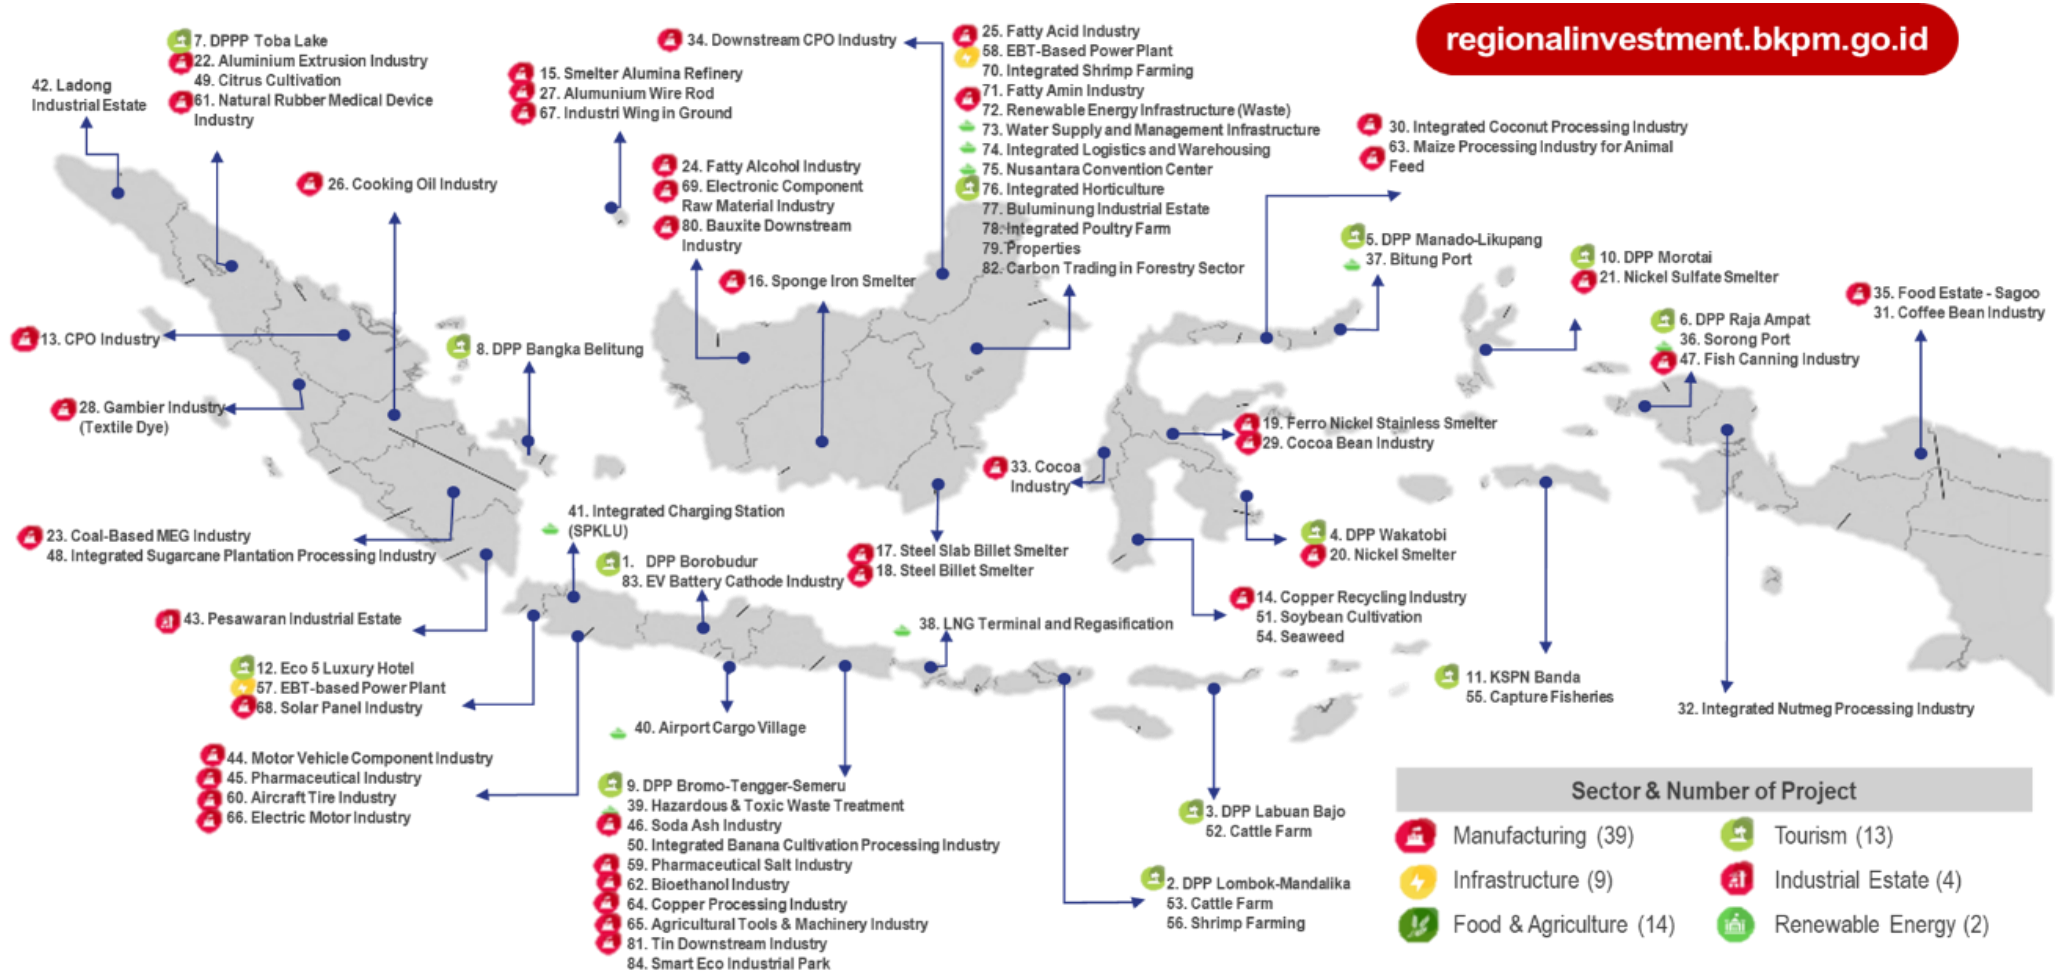 regionalinvestment.bkpm.go.id
42. Ladong
Industrial Estate
7. DPPP Toba Lake
22. Aluminium Extrusion Industry
49. Citrus Cultivation
61. Natural Rubber Medical Device
Industry
26. Cooking Oil Industry
13. CPO Industry
28. Gambier Industry
(Textile Dye)
8. DPP Bangka Belitung
23. Coal-Based MEG Industry
48. Integrated Sugarcane Plantation Processing Industry
43. Pesawaran Industrial Estate
12. Eco 5 Luxury Hotel
57. EBT-based Power Plant
68. Solar Panel Industry
44. Motor Vehicle Component Industry
45. Pharmaceutical Industry
60. Aircraft Tire Industry
66. Electric Motor Industry
34. Downstream CPO Industry
15. Smelter Alumina Refinery
27. Alumunium Wire Rod
67. Industri Wing in Ground
24. Fatty Alcohol Industry
69. Electronic Component
Raw Material Industry
80. Bauxite Downstream
Industry
16. Sponge Iron Smelter
25. Fatty Acid Industry
58. EBT-Based Power Plant
70. Integrated Shrimp Farming
71. Fatty Amin Industry
72. Renewable Energy Infrastructure (Waste)
73. Water Supply and Management Infrastructure
74. Integrated Logistics and Warehousing
75. Nusantara Convention Center
76. Integrated Horticulture
77. Buluminung Industrial Estate
78. Integrated Poultry Farm
79. Properties
82. Carbon Trading in Forestry Sector
30. Integrated Coconut Processing Industry
63. Maize Processing Industry for Animal
Feed
5. DPP Manado-Likupang
37. Bitung Port
10. DPP Morotai
21. Nickel Sulfate Smelter
6. DPP Raja Ampat
36. Sorong Port
47. Fish Canning Industry
35. Food Estate - Sagoo
31. Coffee Bean Industry
19. Ferro Nickel Stainless Smelter
29. Cocoa Bean Industry
33. Cocoa
Industry
4. DPP Wakatobi
20. Nickel Smelter
41. Integrated Charging Station
(SPKLU)
1. DPP Borobudur
83. EV Battery Cathode Industry
17. Steel Slab Billet Smelter
18. Steel Billet Smelter
14. Copper Recycling Industry
51. Soybean Cultivation
54. Seaweed
38. LNG Terminal and Regasification
11. KSPN Banda
55. Capture Fisheries
32. Integrated Nutmeg Processing Industry
40. Airport Cargo Village
9. DPP Bromo-Tengger-Semeru
39. Hazardous & Toxic Waste Treatment
46. Soda Ash Industry
50. Integrated Banana Cultivation Processing Industry
59. Pharmaceutical Salt Industry
62. Bioethanol Industry
64. Copper Processing Industry
65. Agricultural Tools & Machinery Industry
81. Tin Downstream Industry
84. Smart Eco Industrial Park
3. DPP Labuan Bajo
52. Cattle Farm
2. DPP Lombok-Mandalika
53. Cattle Farm
56. Shrimp Farming
Sector & Number of Project
Manufacturing (39)
Tourism (13)
Infrastructure (9)
Industrial Estate (4)
Food & Agriculture (14)
Renewable Energy (2)